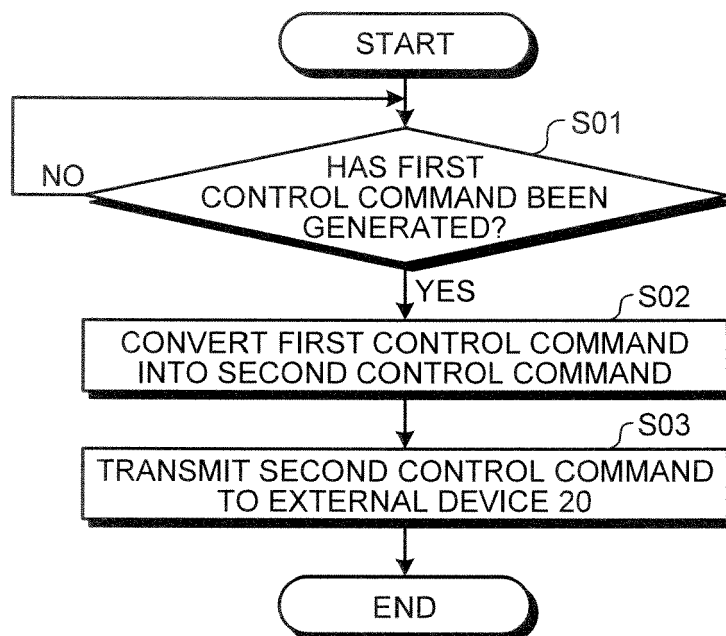 START
S01
HAS FIRST
CONTROL COMMAND BEEN
GENERATED?
NO
YES
S02
CONVERT FIRST CONTROL COMMAND
INTO SECOND CONTROL COMMAND
S03
TRANSMIT SECOND CONTROL COMMAND
TO EXTERNAL DEVICE 20
END